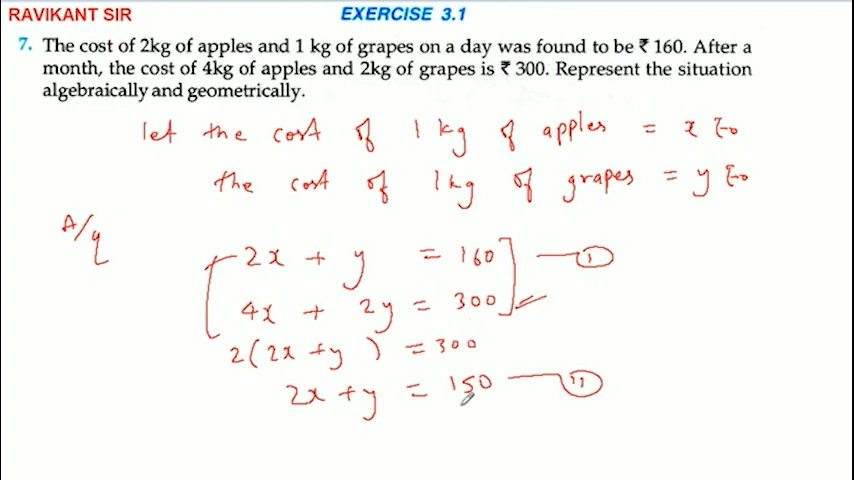 RAVIKANT SIR
EXERCISE 3.1
7. The cost of 2kg of apples and 1 kg of grapes on a day was found to be ₹ 160. After a
month, the cost of 4kg of apples and 2kg of grapes is ₹ 300. Represent the situation
algebraically and geometrically.
let the cost of 1 kg of apples = x
the cost of 1kg of grapes = y
A/q
2x + y = 160 — I
4x + 2y = 300
2(2x + y) = 300
2x + y = 150 — II